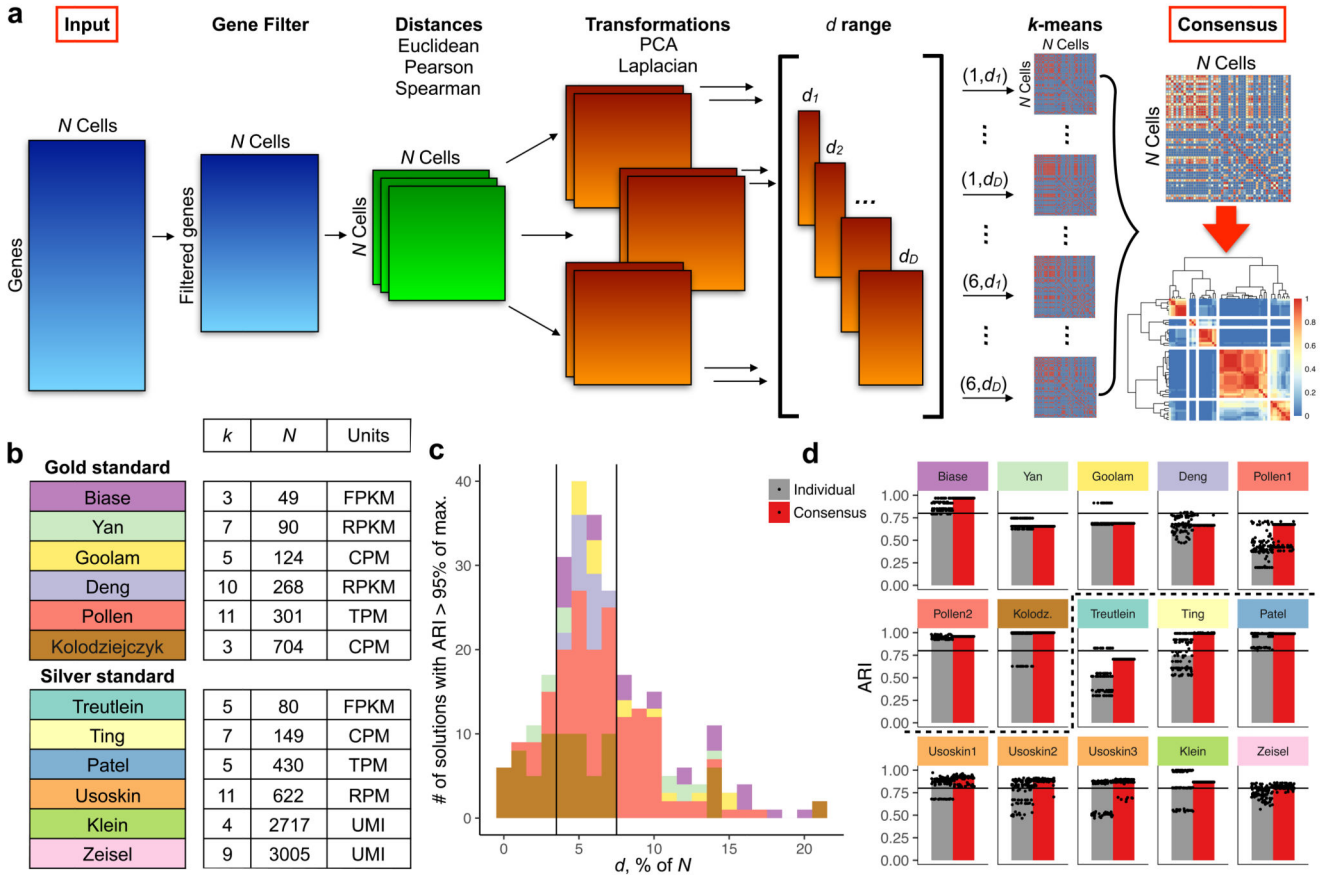 a
Input
Gene Filter
Distances
Euclidean
Pearson
Spearman
Transformations
PCA
Laplacian
d range
k-means
Consensus
N Cells
Genes
N Cells
Filtered genes
N Cells
N Cells
d1
d2
...
dD
(1,d1)
(1,dD)
(6,d1)
(6,dD)
N Cells
N Cells
N Cells
N Cells
1
0.8
0.6
0.4
0.2
0
b
k N Units
Gold standard
Biase 3 49 FPKM
Yan 7 90 RPKM
Goolam 5 124 CPM
Deng 10 268 RPKM
Pollen 11 301 TPM
Kolodziejczyk 3 704 CPM
Silver standard
Treutlein 5 80 FPKM
Ting 7 149 CPM
Patel 5 430 TPM
Usoskin 11 622 RPM
Klein 4 2717 UMI
Zeisel 9 3005 UMI
c
# of solutions with ARI > 95% of max.
40
30
20
10
0
0 5 10 15 20
d, % of N
Individual
Consensus
d
ARI
Biase Yan Goolam Deng Pollen1
1.00
0.75
0.50
0.25
0.00
Pollen2 Kolodz. Treutlein Ting Patel
1.00
0.75
0.50
0.25
0.00
Usoskin1 Usoskin2 Usoskin3 Klein Zeisel
1.00
0.75
0.50
0.25
0.00